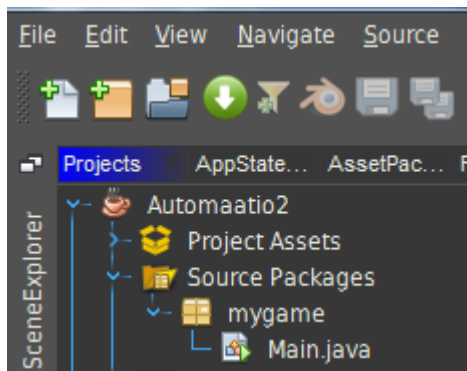 File Edit View Navigate Source
Projects AppState... AssetPac... F
Automaatio2
Project Assets
Source Packages
mygame
Main.java
SceneExplorer